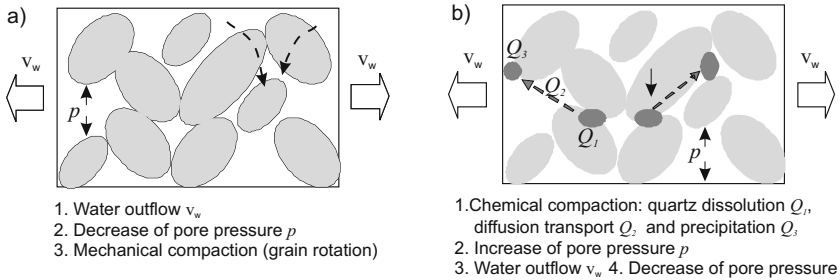 a)
v_w
v_w
p
1. Water outflow v_w
2. Decrease of pore pressure p
3. Mechanical compaction (grain rotation)
b)
v_w
Q_3
v_w
Q_2
Q_1
p
1.Chemical compaction: quartz dissolution Q_1,
diffusion transport Q_2 and precipitation Q_3
2. Increase of pore pressure p
3. Water outflow v_w 4. Decrease of pore pressure